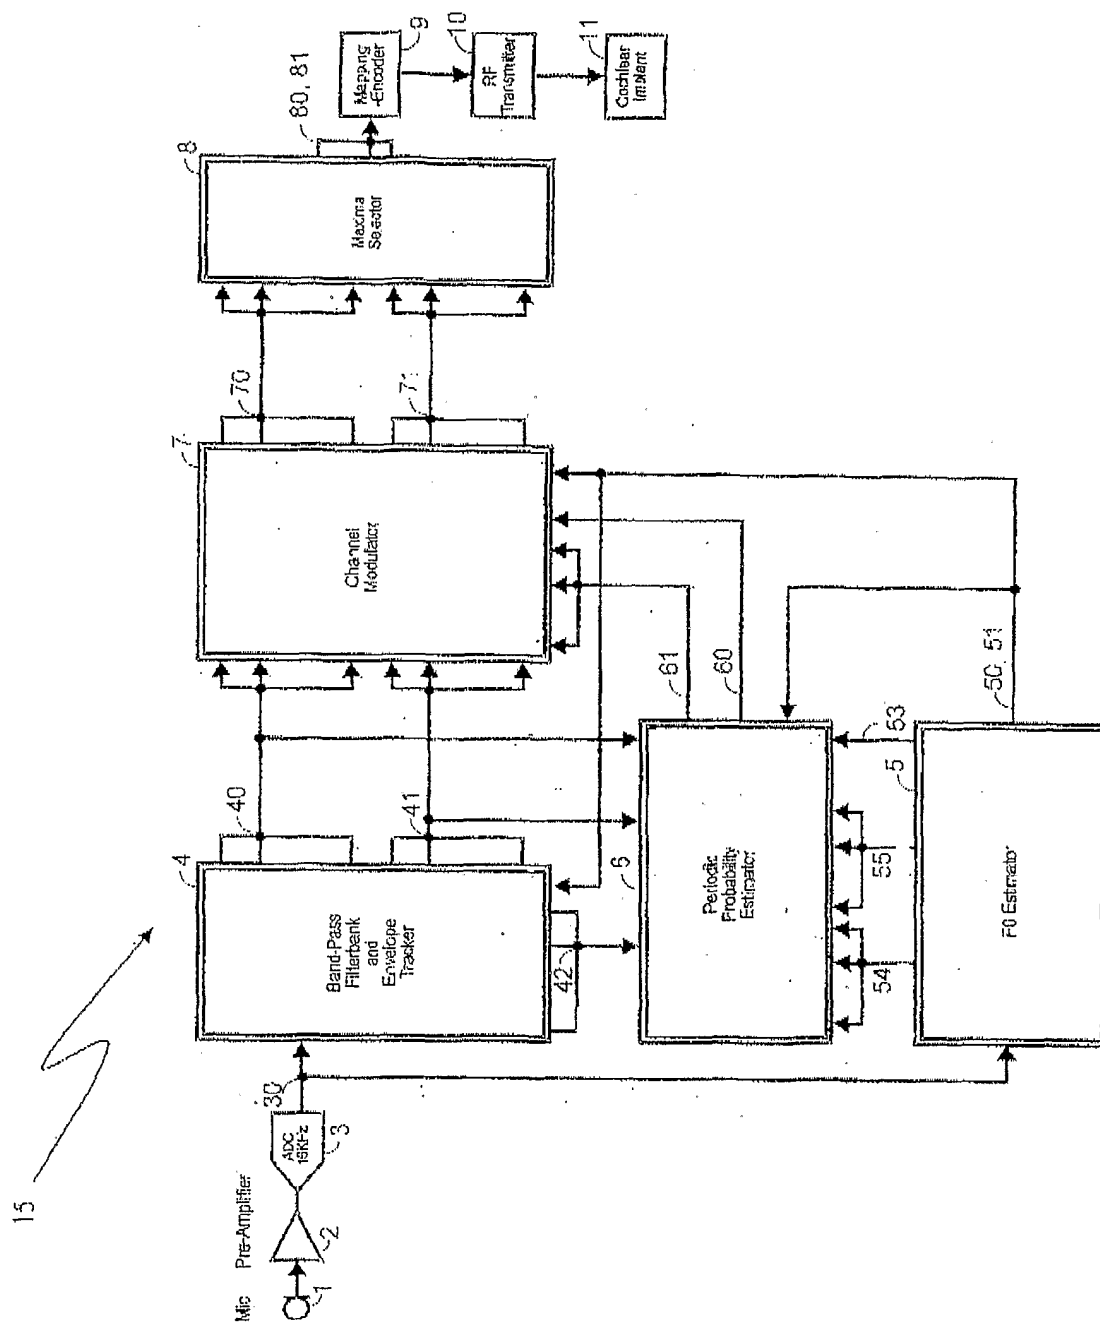 15
Mic
1
Pre-Amplifier
2
ADC
16KHz
3
30
4
Band-Pass
Filterbank
and
Envelope
Tracker
40
41
42
7
Channel
Modulator
70
71
8
Maxima
Selector
80, 81
Mapping
-Encoder
9
10
RF
Transmitter
11
Cochlear
Implant
6
Periodic
Probability
Estimator
61
60
54
55
53
5
F0 Estimator
50, 51